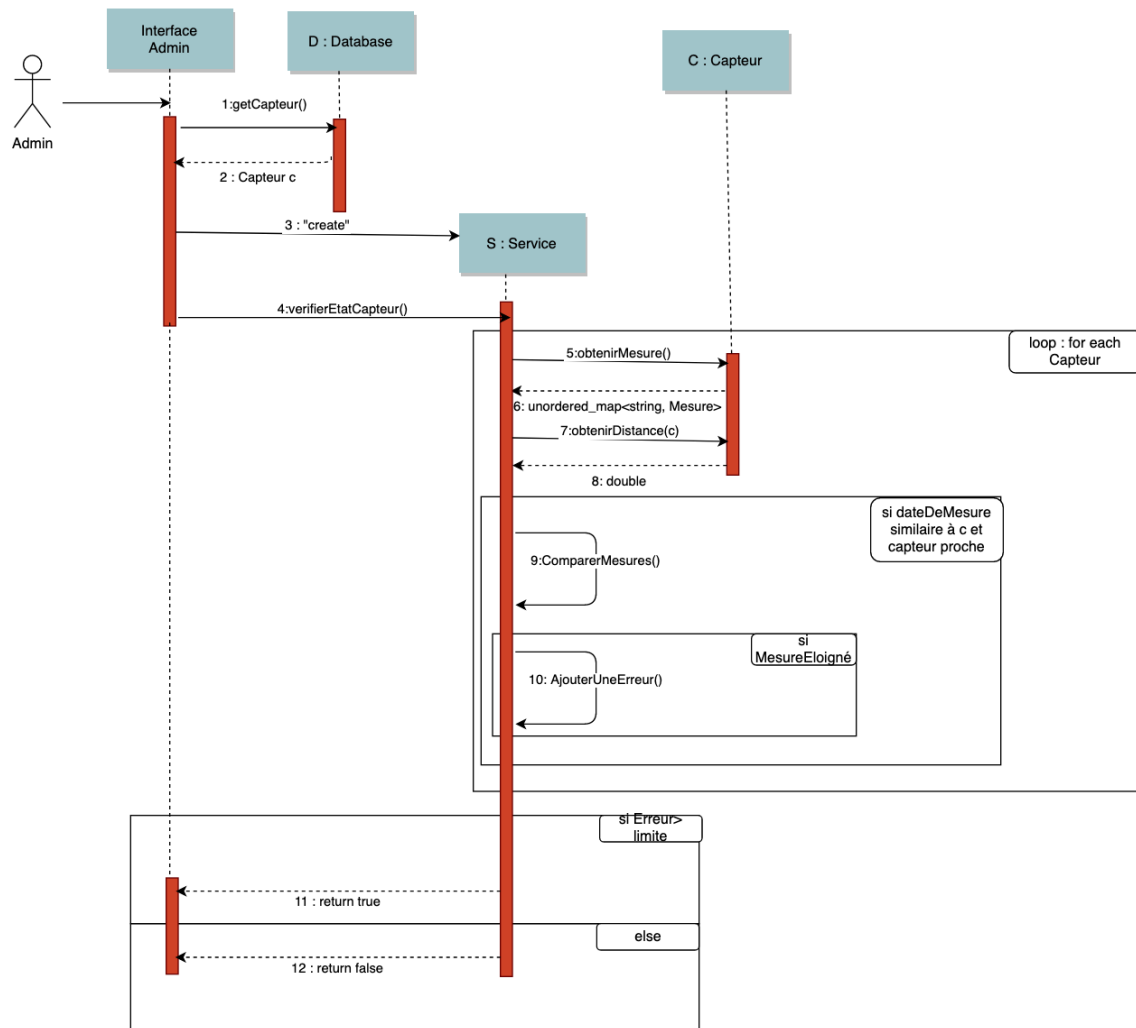 Interface
Admin
D : Database
C : Capteur
Admin
1:getCapteur()
2 : Capteur c
3 : "create"
S : Service
4:verifierEtatCapteur()
loop : for each
Capteur
5:obtenirMesure()
6: unordered_map<string, Mesure>
7:obtenirDistance(c)
8: double
si dateDeMesure
similaire à c et
capteur proche
9:ComparerMesures()
si
MesureEloigné
10: AjouterUneErreur()
si Erreur>
limite
11 : return true
else
12 : return false